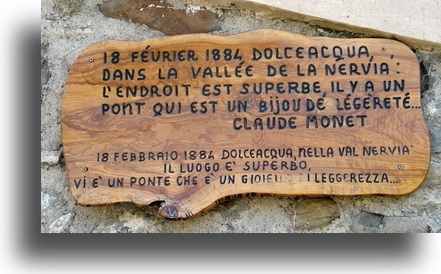 18 FÉVRIER 1884, DOLCEACQUA,
DANS LA VALLÉE DE LA NERVIA:
L'ENDROIT EST SUPERBE, IL Y A UN
PONT QUI EST UN BIJOU DE LÉGÈRETÉ...
CLAUDE MONET
18 FEBBRAIO 1884 DOLCEACQUA, NELLA VAL NERVIA
IL LUOGO E' SUPERBO,
VI E' UN PONTE CHE E' UN GIOIELLO DI LEGGEREZZA...